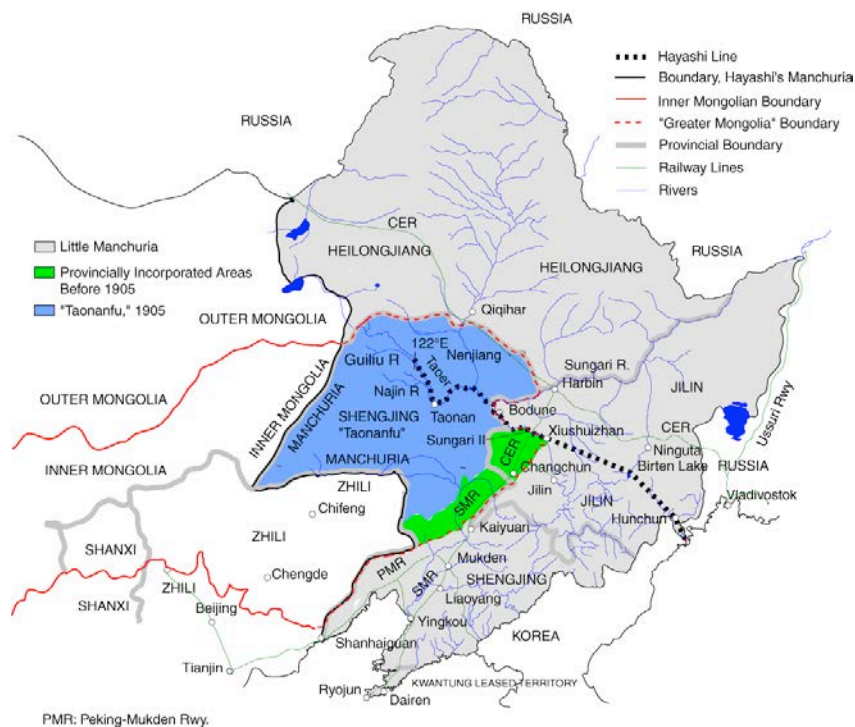 RUSSIA
Hayashi Line
Boundary, Hayashi's Manchuria
Inner Mongolian Boundary
"Greater Mongolia" Boundary
Provincial Boundary
Railway Lines
Rivers
RUSSIA
CER
HEILONGJIANG
Little Manchuria
Provincially Incorporated Areas
Before 1905
"Taonanfu," 1905
RUSSIA
HEILONGJIANG
OUTER MONGOLIA
Qiqihar
122°E
Nenjiang
Guiliu R
Taoer
Sungari R.
Harbin
OUTER MONGOLIA
INNER MONGOLIA
MANCHURIA
Najin R
Taonan
Bodune
JILIN
SHENGJING
"Taonanfu"
Sungari II
Xiushuizhan
CER
Ussuri Rwy
CER
Ninguta
INNER MONGOLIA
MANCHURIA
Changchun
Birten Lake
RUSSIA
ZHILI
Jilin
JILIN
Vladivostok
Chifeng
SMR
Hunchun
ZHILI
Kaiyuan
SHANXI
Mukden
PMR
SMR
SHENGJING
Chengde
ZHILI
SHANXI
Liaoyang
Beijing
Yingkou
KOREA
Shanhaiguan
Tianjin
KWANTUNG LEASED TERRITORY
Ryojun
Dairen
PMR: Peking-Mukden Rwy.